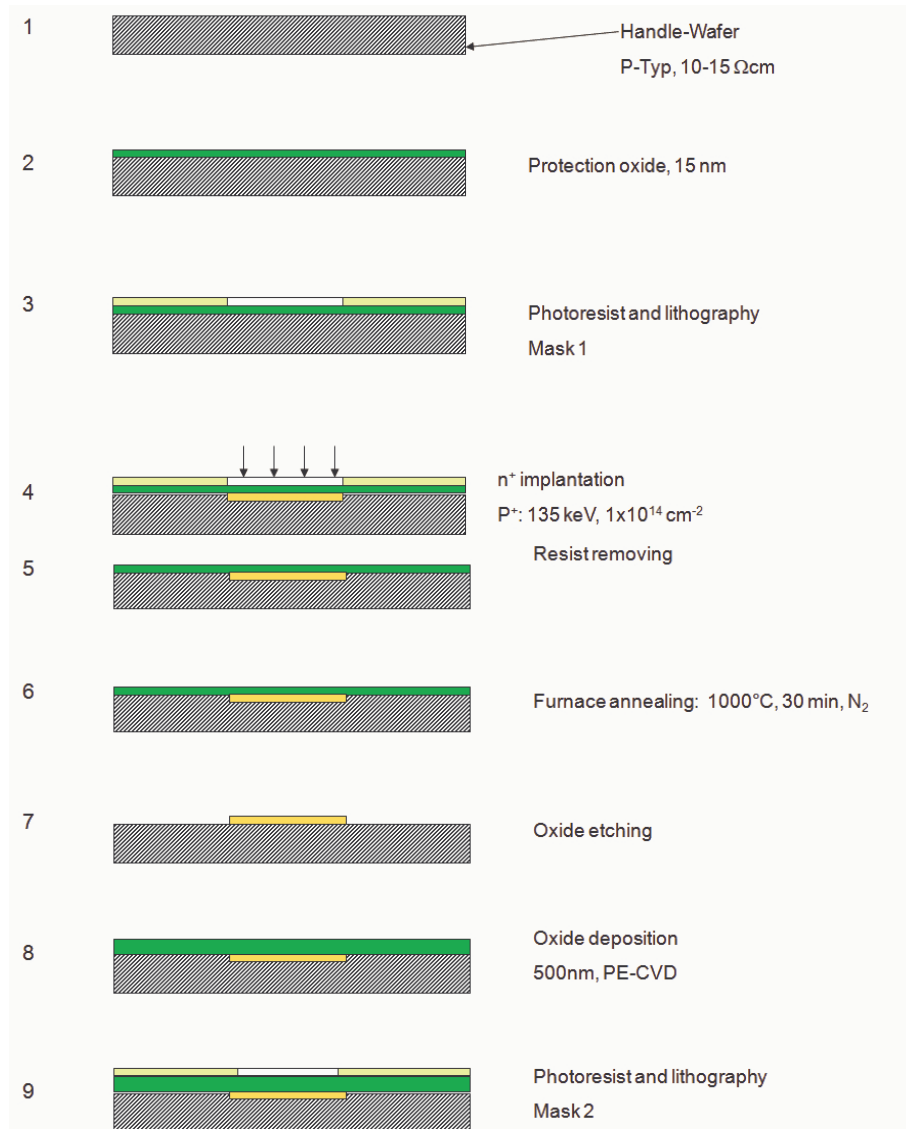 1
Handle-Wafer
P-Typ, 10-15 Ωcm
2
Protection oxide, 15 nm
3
Photoresist and lithography
Mask 1
4
n⁺ implantation
P⁺: 135 keV, 1x10¹⁴ cm⁻²
5
Resist removing
6
Furnace annealing: 1000°C, 30 min, N₂
7
Oxide etching
8
Oxide deposition
500nm, PE-CVD
9
Photoresist and lithography
Mask 2